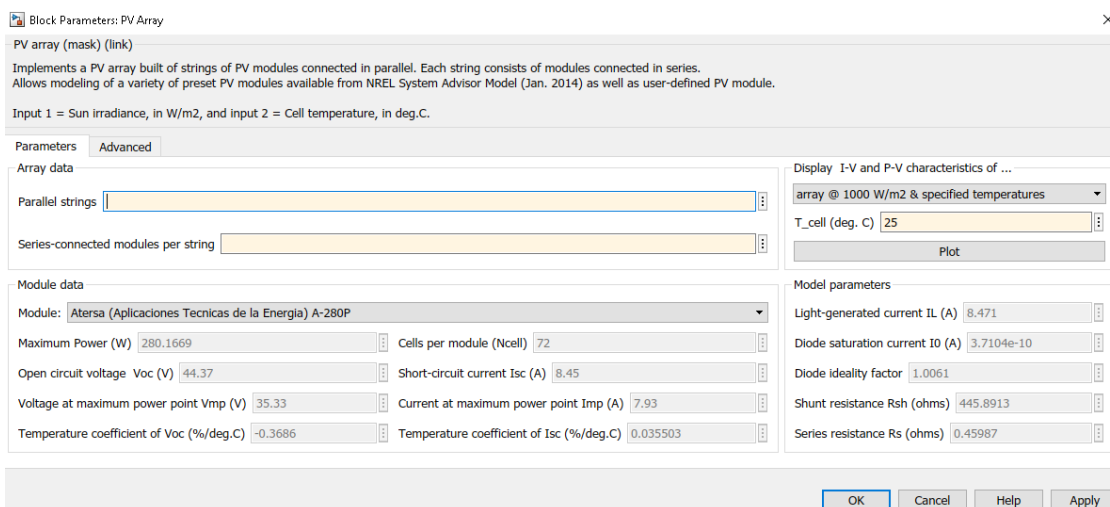 Block Parameters: PV Array
PV array (mask) (link)
Implements a PV array built of strings of PV modules connected in parallel. Each string consists of modules connected in series.
Allows modeling of a variety of preset PV modules available from NREL System Advisor Model (Jan. 2014) as well as user-defined PV module.
Input 1 = Sun irradiance, in W/m2, and input 2 = Cell temperature, in deg.C.
Parameters Advanced
Array data
Parallel strings
Series-connected modules per string
Display I-V and P-V characteristics of ...
array @ 1000 W/m2 & specified temperatures
T_cell (deg. C) 25
Plot
Module data
Module: Atersa (Aplicaciones Tecnicas de la Energia) A-280P
Maximum Power (W) 280.1669 Cells per module (Ncell) 72
Open circuit voltage Voc (V) 44.37 Short-circuit current Isc (A) 8.45
Voltage at maximum power point Vmp (V) 35.33 Current at maximum power point Imp (A) 7.93
Temperature coefficient of Voc (%/deg.C) -0.3686 Temperature coefficient of Isc (%/deg.C) 0.035503
Model parameters
Light-generated current IL (A) 8.471
Diode saturation current I0 (A) 3.7104e-10
Diode ideality factor 1.0061
Shunt resistance Rsh (ohms) 445.8913
Series resistance Rs (ohms) 0.45987
OK Cancel Help Apply